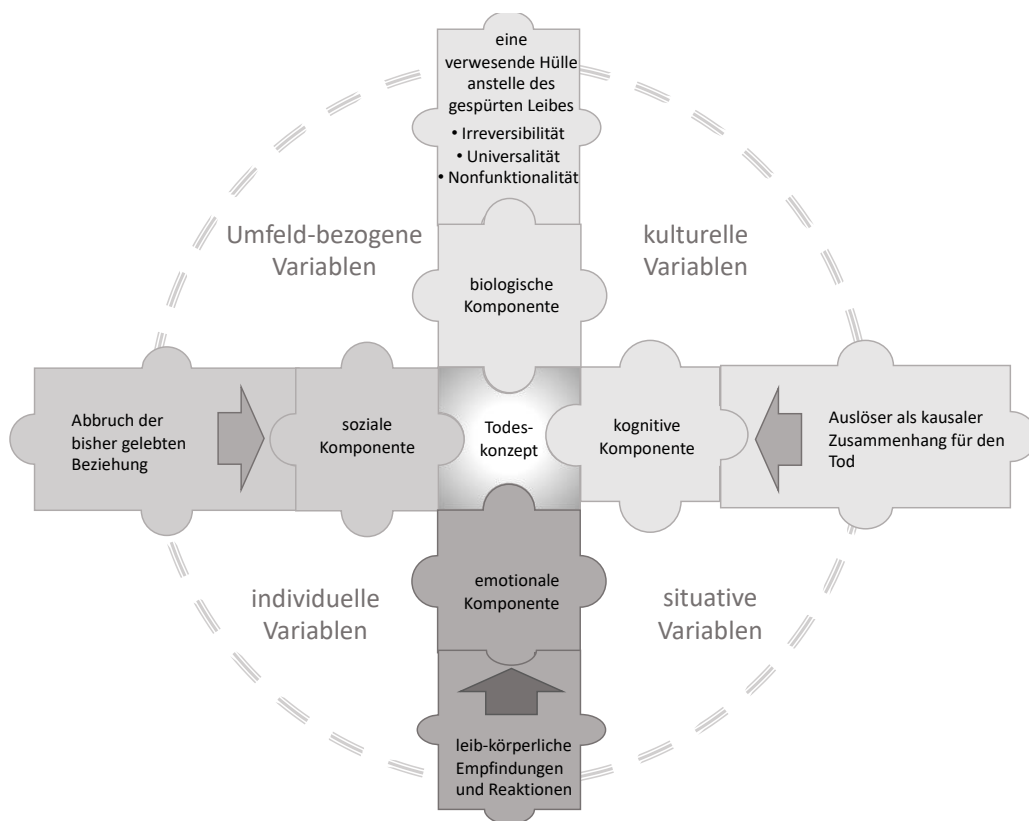 eine
verwesende Hülle
anstelle des
gespürten Leibes
• Irreversibilität
• Universalität
• Nonfunktionalität
Umfeld-bezogene
Variablen
kulturelle
Variablen
biologische
Komponente
Abbruch der
bisher gelebten
Beziehung
soziale
Komponente
Todes-
konzept
kognitive
Komponente
Auslöser als kausaler
Zusammenhang für den
Tod
emotionale
Komponente
individuelle
Variablen
situative
Variablen
leib-körperliche
Empfindungen
und Reaktionen